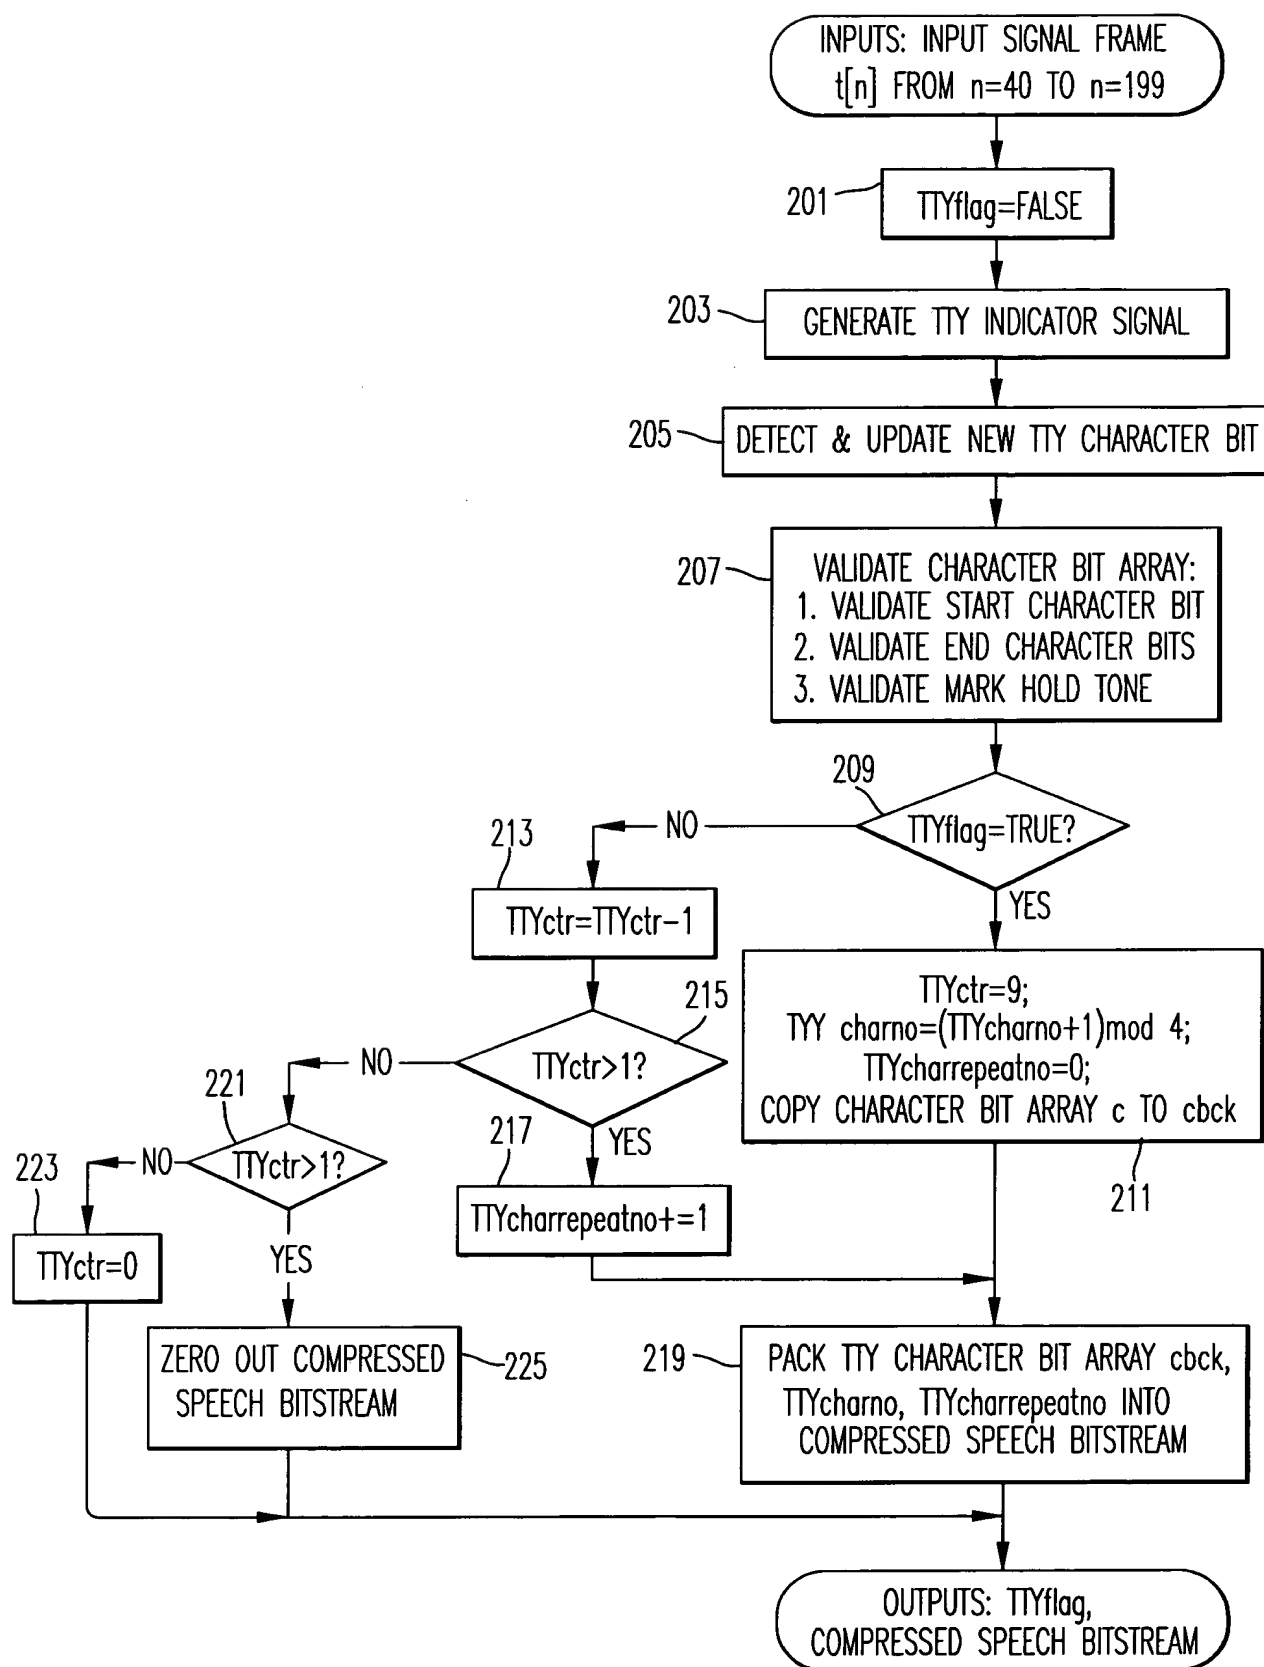 INPUTS: INPUT SIGNAL FRAME
t[n] FROM n=40 TO n=199
201
TTYflag=FALSE
203
GENERATE TTY INDICATOR SIGNAL
205
DETECT & UPDATE NEW TTY CHARACTER BIT
207
VALIDATE CHARACTER BIT ARRAY:
1. VALIDATE START CHARACTER BIT
2. VALIDATE END CHARACTER BITS
3. VALIDATE MARK HOLD TONE
209
TTYflag=TRUE?
NO
YES
213
TTYctr=TTYctr-1
215
TTYctr>1?
NO
YES
TTYctr=9;
TYY charno=(TTYcharno+1)mod 4;
TTYcharrepeatno=0;
COPY CHARACTER BIT ARRAY c TO cbck
211
217
TTYcharrepeatno+=1
221
TTYctr>1?
NO
YES
223
TTYctr=0
ZERO OUT COMPRESSED
SPEECH BITSTREAM
225
219
PACK TTY CHARACTER BIT ARRAY cbck,
TTYcharno, TTYcharrepeatno INTO
COMPRESSED SPEECH BITSTREAM
OUTPUTS: TTYflag,
COMPRESSED SPEECH BITSTREAM